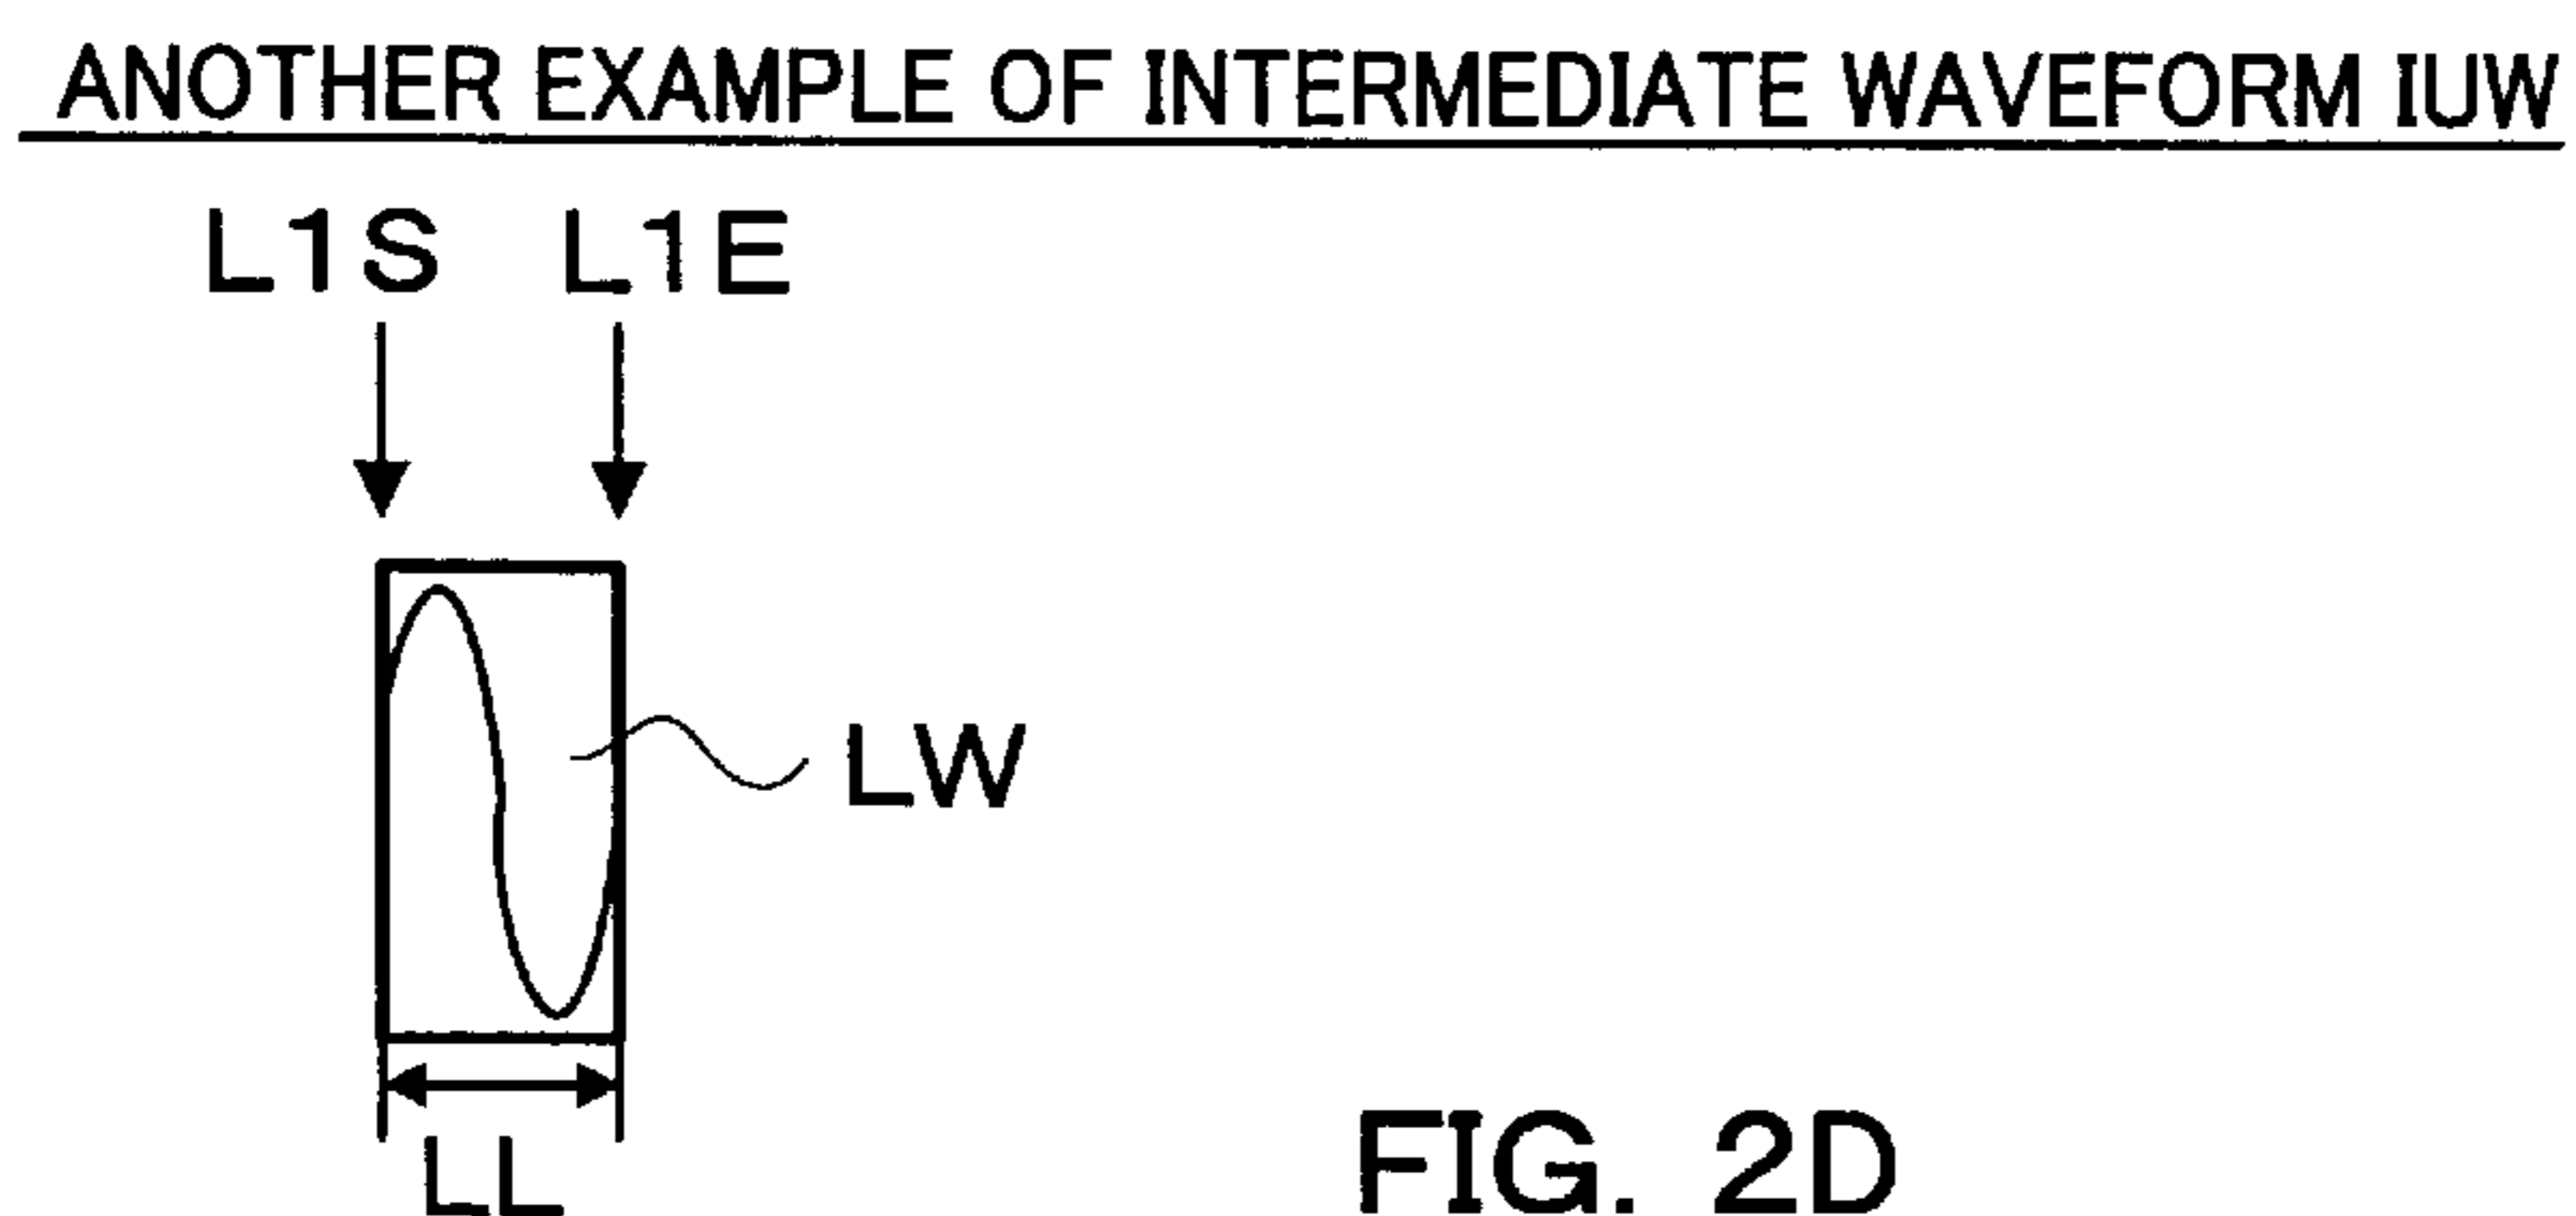 ANOTHER EXAMPLE OF INTERMEDIATE WAVEFORM IUW
L1S L1E
LW
LL
FIG. 2D